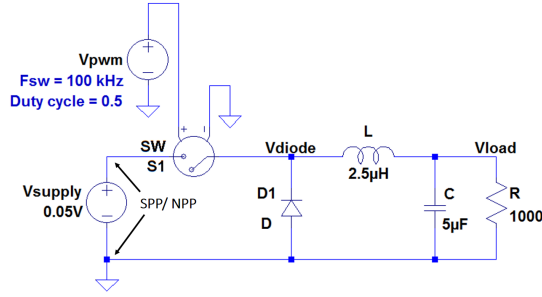 Vpwm
Fsw = 100 kHz
Duty cycle = 0.5
+ −
SW
S1
Vdiode
L
2.5µH
Vload
Vsupply
0.05V
SPP/ NPP
D1
D
C
5µF
R
1000